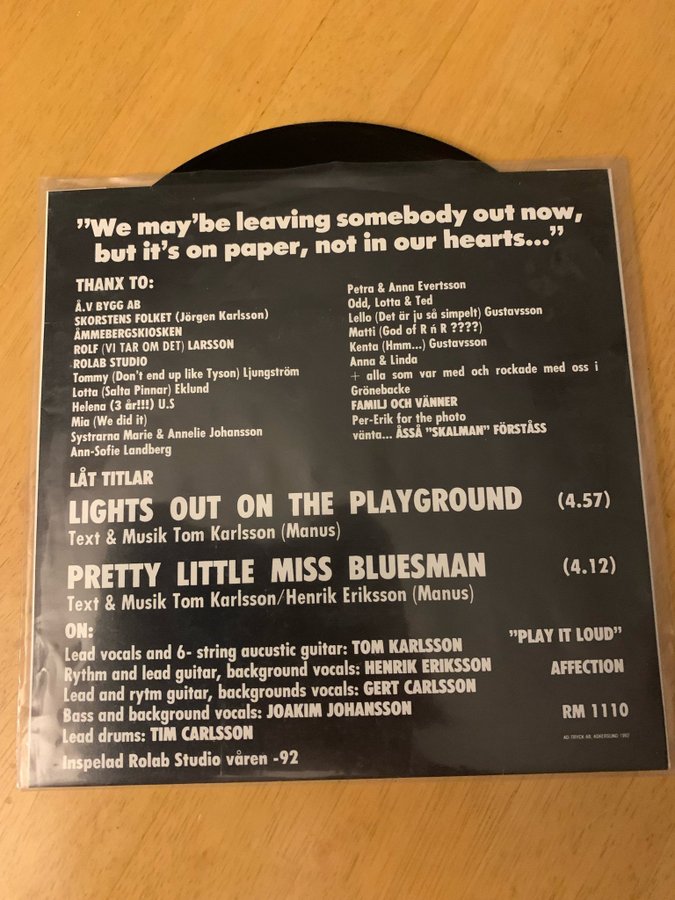 "We may'be leaving somebody out now,
but it's on paper, not in our hearts..."
THANX TO:
Å.V BYGG AB
SKORSTENS FOLKET (Jörgen Karlsson)
ÅMMEBERGSKIOSKEN
ROLF (VI TAR OM DET) LARSSON
ROLAB STUDIO
Tommy (Don't end up like Tyson) Ljungström
Lotta (Salta Pinnar) Eklund
Helena (3 år!!!) U.S
Mia (We did it)
Systrarna Marie & Annelie Johansson
Ann-Sofie Landberg
Petra & Anna Evertsson
Odd, Lotta & Ted
Lello (Det är ju så simpelt) Gustavsson
Matti (God of R ń R ????)
Kenta (Hmm...) Gustavsson
Anna & Linda
+ alla som var med och rockade med oss i
Grönebacke
FAMILJ OCH VÄNNER
Per-Erik for the photo
vänta... ÅSSÅ "SKALMAN" FÖRSTÅSS
LÅT TITLAR
LIGHTS OUT ON THE PLAYGROUND (4.57)
Text & Musik Tom Karlsson (Manus)
PRETTY LITTLE MISS BLUESMAN (4.12)
Text & Musik Tom Karlsson/Henrik Eriksson (Manus)
ON:
Lead vocals and 6- string aucustic guitar: TOM KARLSSON
Rythm and lead guitar, background vocals: HENRIK ERIKSSON
Lead and rytm guitar, backgrounds vocals: GERT CARLSSON
Bass and background vocals: JOAKIM JOHANSSON
Lead drums: TIM CARLSSON
Inspelad Rolab Studio våren -92
"PLAY IT LOUD"
AFFECTION
RM 1110
AD-TRYCK AB, ASKERSUND 1992